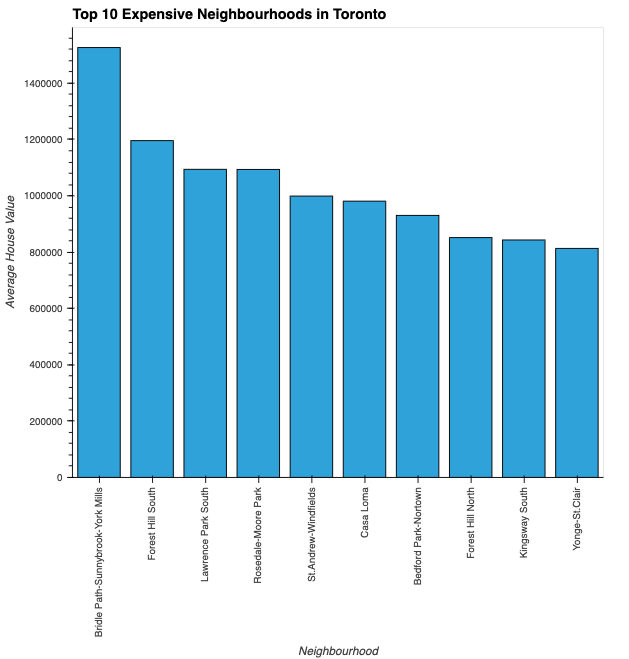 Top 10 Expensive Neighbourhoods in Toronto
Average House Value
1400000
1200000
1000000
800000
600000
400000
200000
0
Bridle Path-Sunnybrook-York Mills
Forest Hill South
Lawrence Park South
Rosedale-Moore Park
St.Andrew-Windfields
Casa Loma
Bedford Park-Nortown
Forest Hill North
Kingsway South
Yonge-St.Clair
Neighbourhood